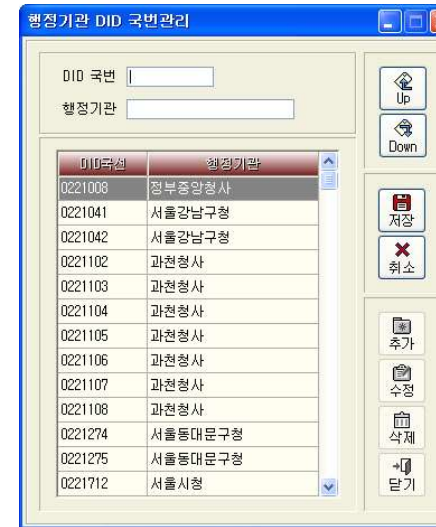 행정기관 DID 국번관리
DID 국번
행정기관
DID국선 행정기관
0221008 정부중앙청사
0221041 서울강남구청
0221042 서울강남구청
0221102 과천청사
0221103 과천청사
0221104 과천청사
0221105 과천청사
0221106 과천청사
0221107 과천청사
0221108 과천청사
0221274 서울동대문구청
0221275 서울동대문구청
0221712 서울시청
Up
Down
저장
취소
추가
수정
삭제
닫기